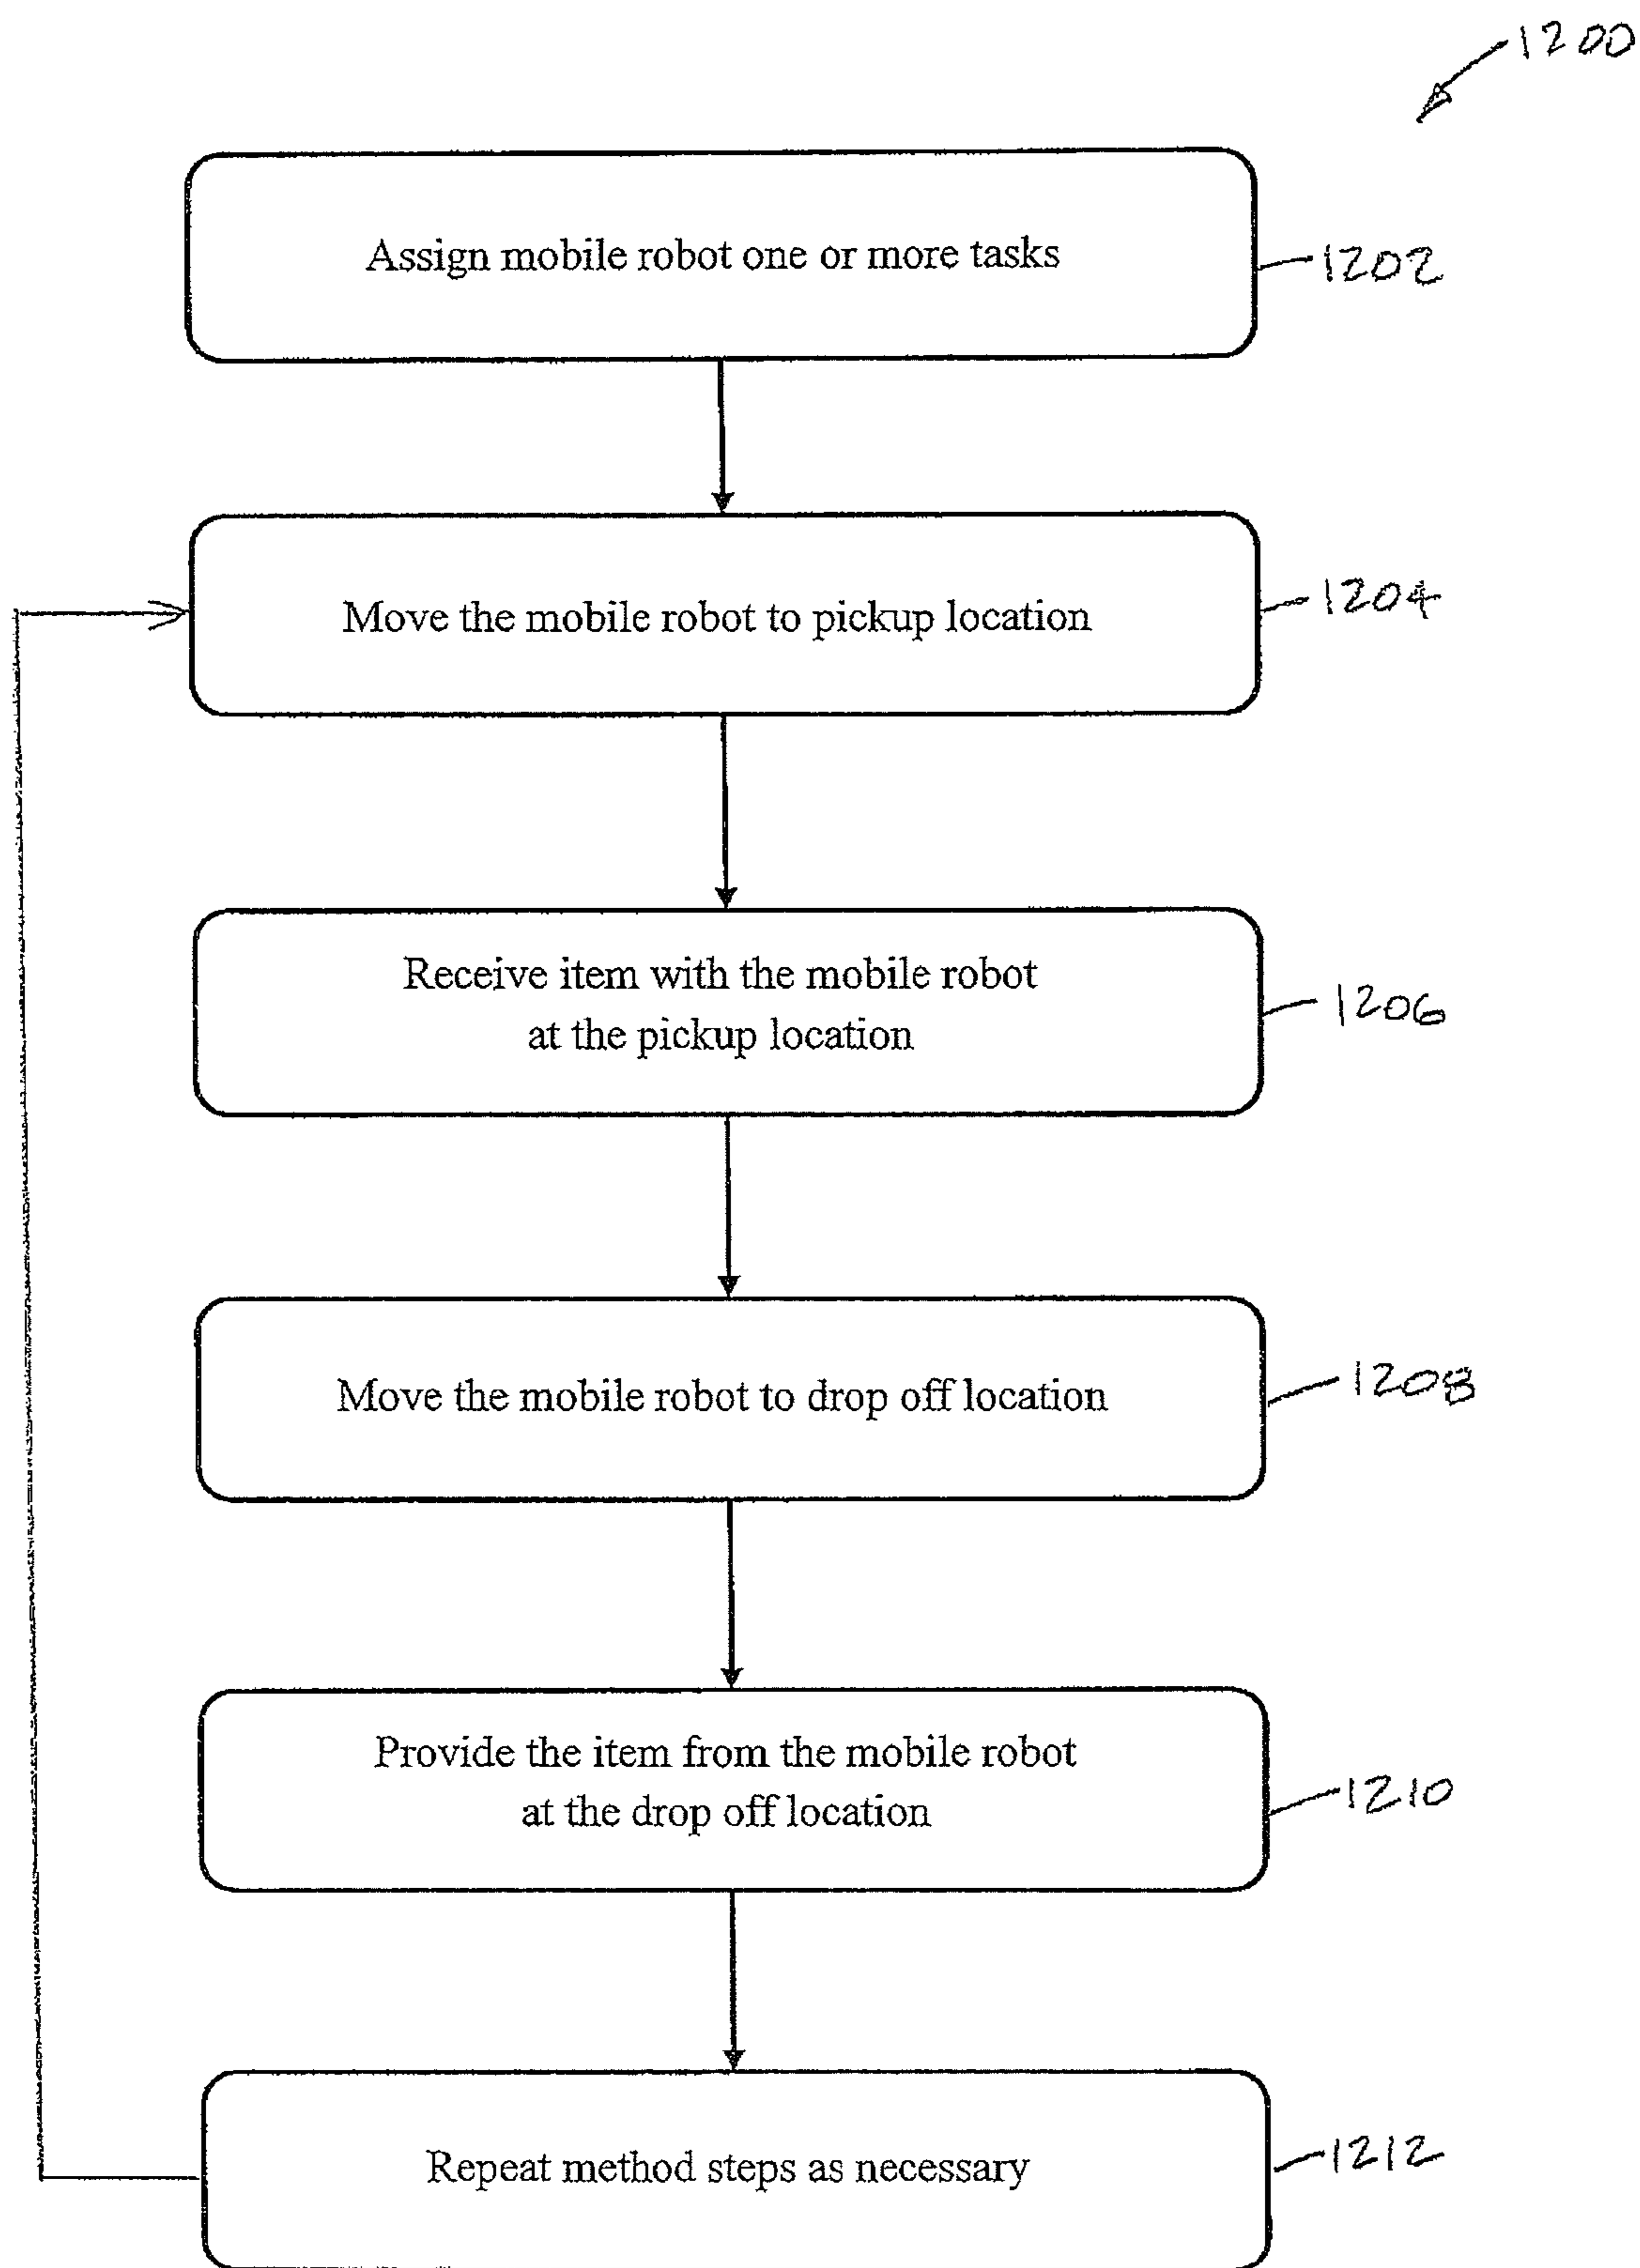 1200
Assign mobile robot one or more tasks
1202
Move the mobile robot to pickup location
1204
Receive item with the mobile robot
at the pickup location
1206
Move the mobile robot to drop off location
1208
Provide the item from the mobile robot
at the drop off location
1210
Repeat method steps as necessary
1212